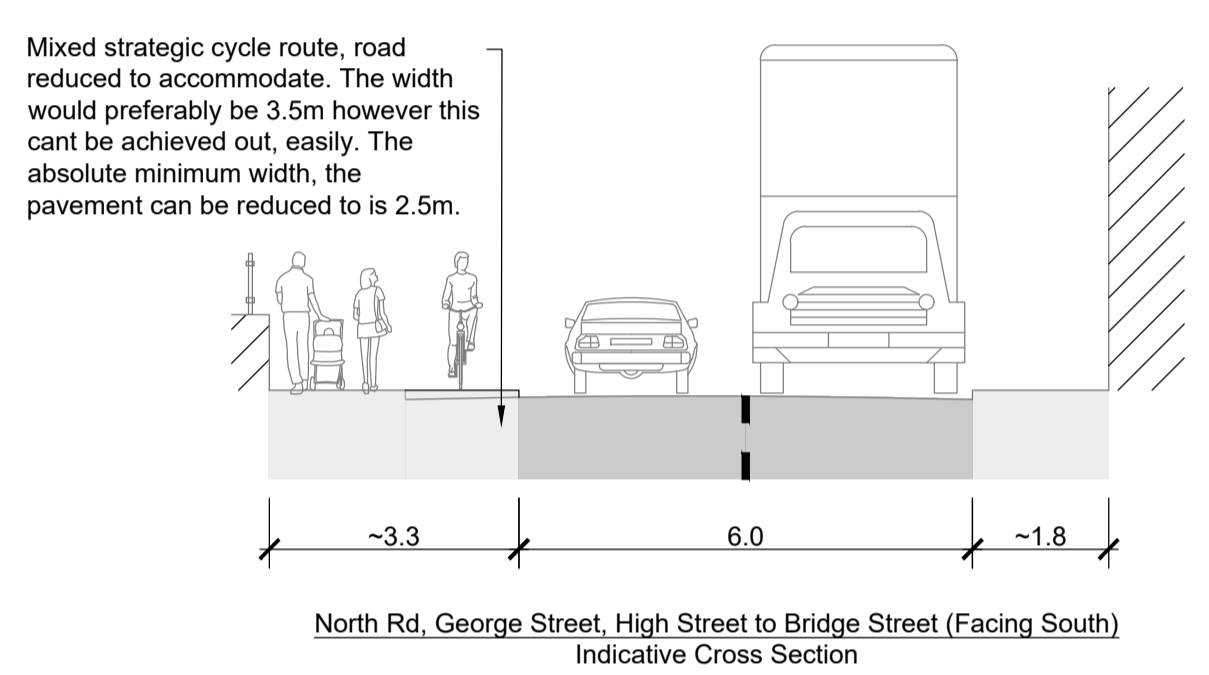 Mixed strategic cycle route, road
reduced to accommodate. The width
would preferably be 3.5m however this
cant be achieved out, easily. The
absolute minimum width, the
pavement can be reduced to is 2.5m.
~3.3
6.0
~1.8
North Rd, George Street, High Street to Bridge Street (Facing South)
Indicative Cross Section